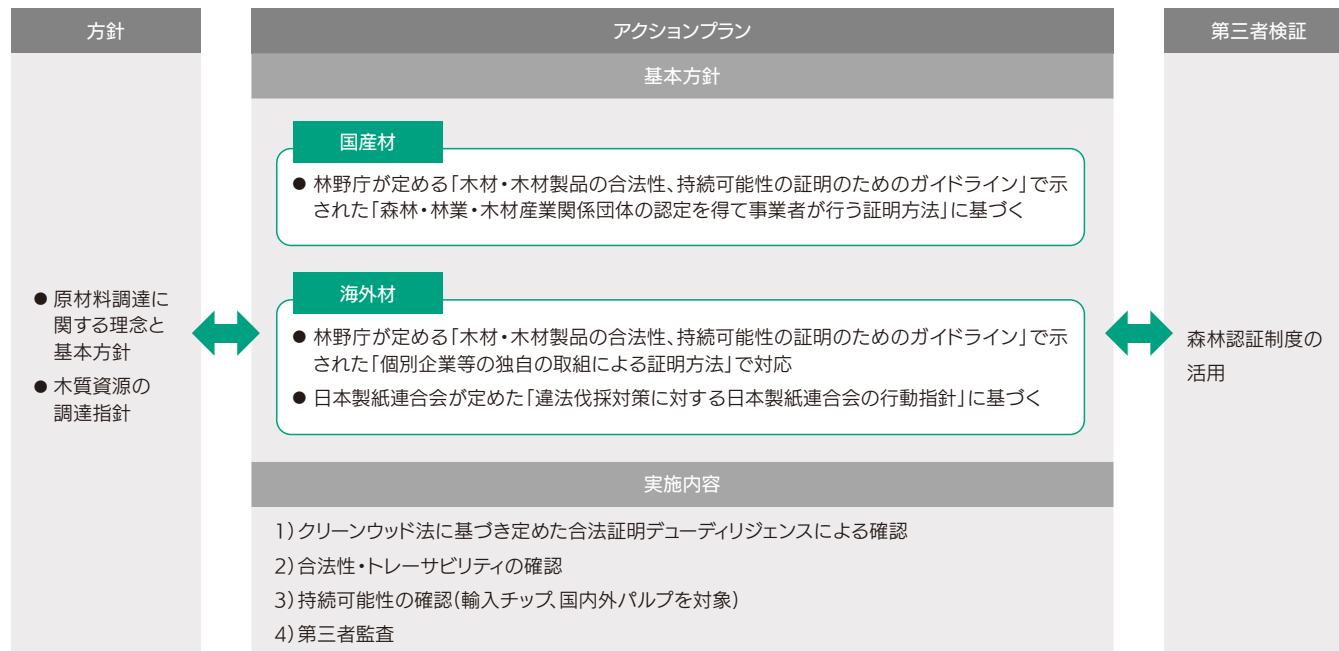 方針
● 原材料調達に
関する理念と
基本方針
● 木質資源の
調達指針
アクションプラン
基本方針
国産材
● 林野庁が定める「木材・木材製品の合法性、持続可能性の証明のためのガイドライン」で示
された「森林・林業・木材産業関係団体の認定を得て事業者が行う証明方法」に基づく
海外材
● 林野庁が定める「木材・木材製品の合法性、持続可能性の証明のためのガイドライン」で示
された「個別企業等の独自の取組による証明方法」で対応
● 日本製紙連合会が定めた「違法伐採対策に対する日本製紙連合会の行動指針」に基づく
実施内容
1)クリーンウッド法に基づき定めた合法証明デューディリジェンスによる確認
2)合法性・トレーサビリティの確認
3)持続可能性の確認(輸入チップ、国内外パルプを対象)
4)第三者監査
第三者検証
森林認証制度の
活用